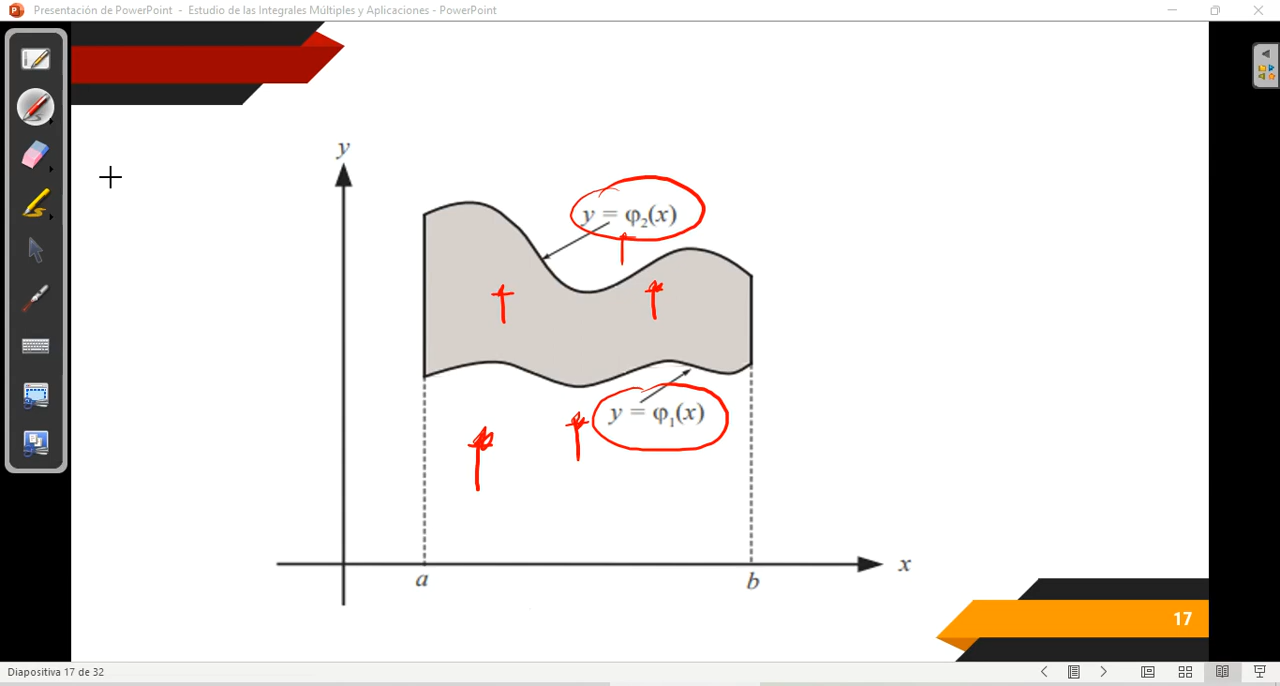 Presentación de PowerPoint - Estudio de las Integrales Múltiples y Aplicaciones - PowerPoint
y
y = φ₂(x)
y = φ₁(x)
x
a
b
17
Diapositiva 17 de 32